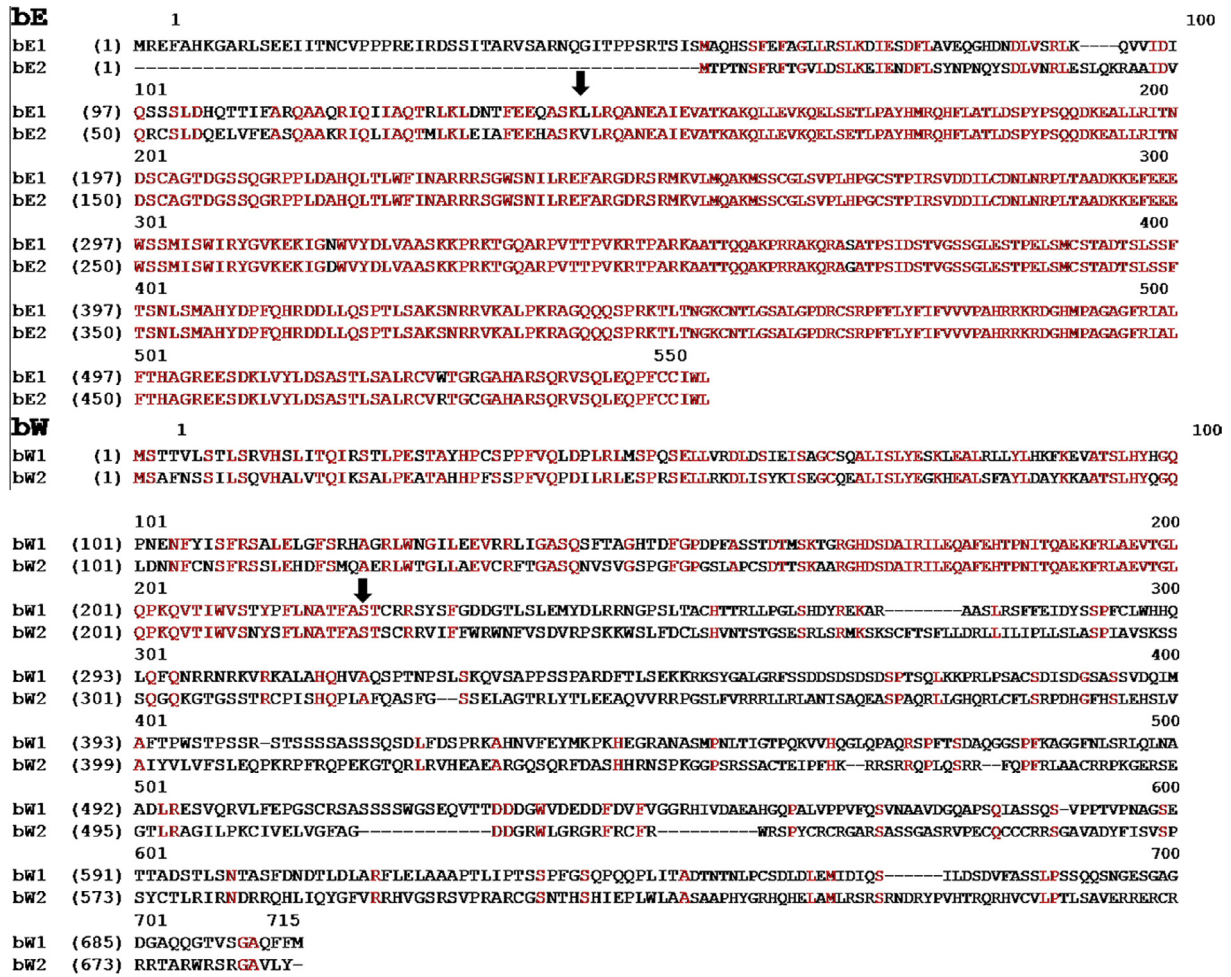 bE
1 100
bE1 (1) MREFAHKGARLSEEIITNCVPPPREIRDSSITARVSARNQGITPPSRTSISMAQHSSFEFAGLLRSLKDIESDFLAVEQGHDNDLVSRLK----QVVIDI
bE2 (1) ------------------------------------------------------MTPTNSFRFTGVLDSLKEIENDFLSYNPNQYSDLVNRLESLQKRAAIDV
101 200
bE1 (97) QSSSLDHQTTIFARQAAQRIQIIAQTRLKLDNTFEEQASKLLRQANEAIEVATKAKQLLEVKQELSETLPAYHMRQHFLATLDSPYPSQQDKEALLRITN
bE2 (50) QRCSLDQELVFEASQAAKRIQLIAQTMLKLEIAFEEHASKVLRQANEAIEVATKAKQLLEVKQELSETLPAYHMRQHFLATLDSPYPSQQDKEALLRITN
201 300
bE1 (197) DSCAGTDGSSQGRPPLDAHQLTLWFINARRRSGWSNILREFARGDRSRMKVLMQAKMSSCGLSVPLHPGCSTPIRSVDDILCDNLNRPLTAADKKEFEEE
bE2 (150) DSCAGTDGSSQGRPPLDAHQLTLWFINARRRSGWSNILREFARGDRSRMKVLMQAKMSSCGLSVPLHPGCSTPIRSVDDILCDNLNRPLTAADKKEFEEE
301 400
bE1 (297) WSSMISWIRYGVKEKIGNWVYDLVAASKKPRKTGQARPVTTPVKRTPARKAATTQQAKPRRAKQRASATPSIDSTVGSSGLESTPELSMCSTADTSLSSF
bE2 (250) WSSMISWIRYGVKEKIGDWVYDLVAASKKPRKTGQARPVTTPVKRTPARKAATTQQAKPRRAKQRAGATPSIDSTVGSSGLESTPELSMCSTADTSLSSF
401 500
bE1 (397) TSNLSMAHYDPFQHRDDLLQSPTLSAKSNRRVKALPKRAGQQQSPRKTLTNGKCNTLGSALGPDRCSRPFFLYFIFVVVPAHRRKRDGHMPAGAGFRIAL
bE2 (350) TSNLSMAHYDPFQHRDDLLQSPTLSAKSNRRVKALPKRAGQQQSPRKTLTNGKCNTLGSALGPDRCSRPFFLYFIFVVVPAHRRKRDGHMPAGAGFRIAL
501 550
bE1 (497) FTHAGREESDKLVYLDSASTLSALRCVWTGRGAHARSQRVSQLEQPFCCIWL
bE2 (450) FTHAGREESDKLVYLDSASTLSALRCVRTGCGAHARSQRVSQLEQPFCCIWL
bW
1 100
bW1 (1) MSTTVLSTLSRVHSLITQIRSTLPESTAYHPCSPPFVQLDPLRLMSPQSELLVRDLDSIEISAGCSQALISLYESKLEALRLLYLHKFKEVATSLHYHGQ
bW2 (1) MSAFNSSILSQVHALVTQIKSALPEATAHHPFSSPFVQPDILRLESPRSELLRKDLISYKISEGCQEALISLYEGKHEALSFAYLDAYKKAATSLHYQGQ
101 200
bW1 (101) PNENFYISFRSALELGFSRHAGRLWNGILEEVRRLIGASQSFTAGHTDFGPDPFASSTDTMSKTGRGHDSDAIRILEQAFEHTPNITQAEKFRLAEVTGL
bW2 (101) LDNNFCNSFRSSLEHDFSMQAERLWTGLLAEVCRFTGASQNVSVGSPGFGPGSLAPCSDTTSKAARGHDSDAIRILEQAFEHTPNITQAEKFRLAEVTGL
201 300
bW1 (201) QPKQVTIWVSTYPFLNATFASTCRRSYSFGDDGTLSLEMYDLRRNGPSLTACHTTRLLPGLSHDYREKAR--------AASLRSFFEIDYSSPFCLWHHQ
bW2 (201) QPKQVTIWVSNYSFLNATFASTSCRRVIFFWRWNFVSDVRPSKKWSLFDCLSHVNTSTGSESRLSRMKSKSCFTSFLLDRLLILILIPLLSLASPIAVSKSS
301 400
bW1 (293) LQFQNRRNRKVRKALAHQHVAQSPTNPSLSKQVSAPPSSPARDFTLSEKKRKSYGALGRFSSDDSDSDSDSPTSQLKKPRLPSACSDISDGSASSVDQIM
bW2 (301) SQGQKGTGSSTRCPISHQPLAFQASFG--SSELAGTRLYTLEEAQVVRRPGSLFVRRRLLRLANISAQEASPAQRLLGHQRLCFLSRPDHGFHSLEHSLV
401 500
bW1 (393) AFTPWSTPSSR-STSSSSASSSQSDLFDSPRKAHNVFEYMKPKHEGRANASMPNLTIGTPQKVVHQGLQPAQRSPFTSDAQGGSPFKAGGFNLSRLQLNA
bW2 (399) AIYVLVFSLEQPKRPFRQPEKGTQRLRVHEAEARGQSQRFDASHHRNSPKGGPSRSSACTEIPFHK--RRSRRQPLQSRR--FQPFRLAACRRPKGERSE
501 600
bW1 (492) ADLRESVQRVLFEPGSCRSASSSSWGSEQVTTDDDGWVDEDDFDVFVGGRHIVDAEAHGQPALVPPVFQSVNAAVDGQAPSQIASSQS-VPPTVPNAGSE
bW2 (495) GTLRAGILPKCIVELVGFAG------------DDGRWLGRGRFRCFR----------WRSPYCRCRGARSASSGASRVPECQCCCRRSGAVADYFISVSP
601 700
bW1 (591) TTADSTLSNTASFDNDTLDLARFLELAAAPTLIPTSSPFGSQPQQPLITADTNTNLPCSDLDLEMIDIQS------ILDSDVFASSLPSSQQSNGESGAG
bW2 (573) SYCTLRIRNDRRQHLIQYGFVRRHVGSRSVPRARCGSNTHSHIEPLWLAASAAPHYGRHQHELAMLRSRSRNDRYPVHTRQRHVCVLPTLSAVERRERCR
701 715
bW1 (685) DGAQQGTVSGAQFFM
bW2 (673) RRTARWRSRGAVLY-